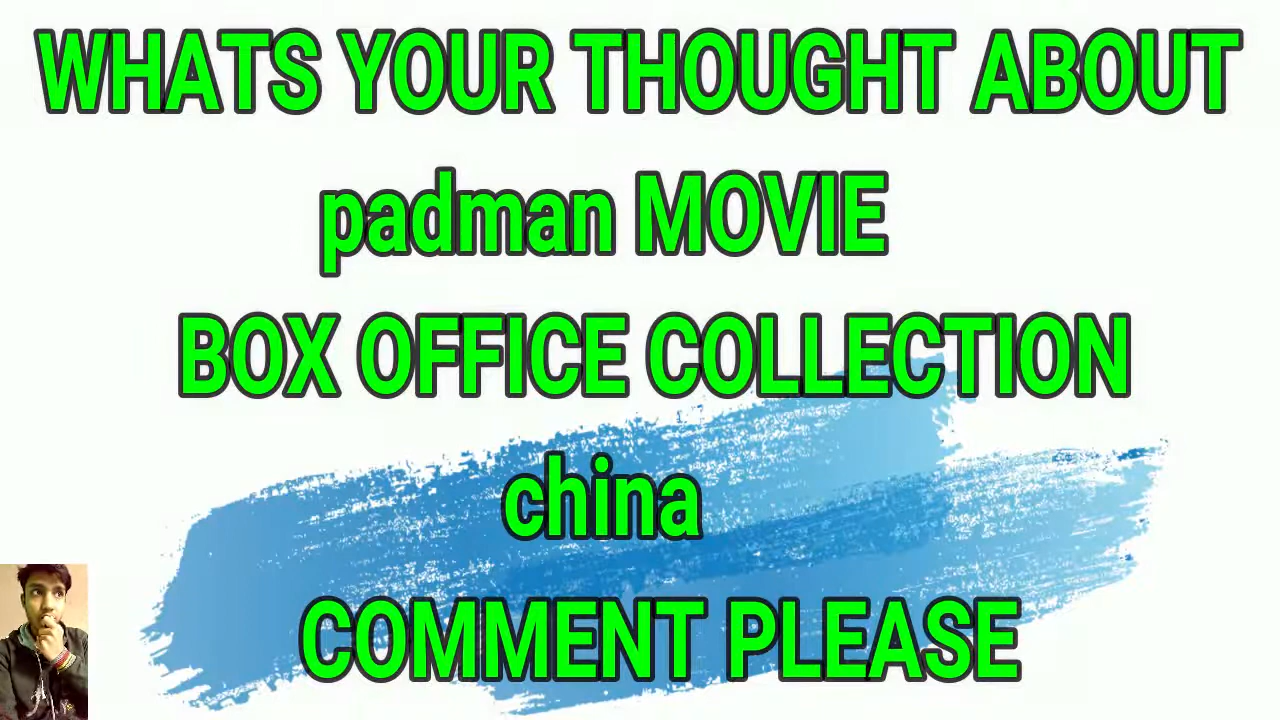 WHATS YOUR THOUGHT ABOUT
padman MOVIE
BOX OFFICE COLLECTION
china
COMMENT PLEASE